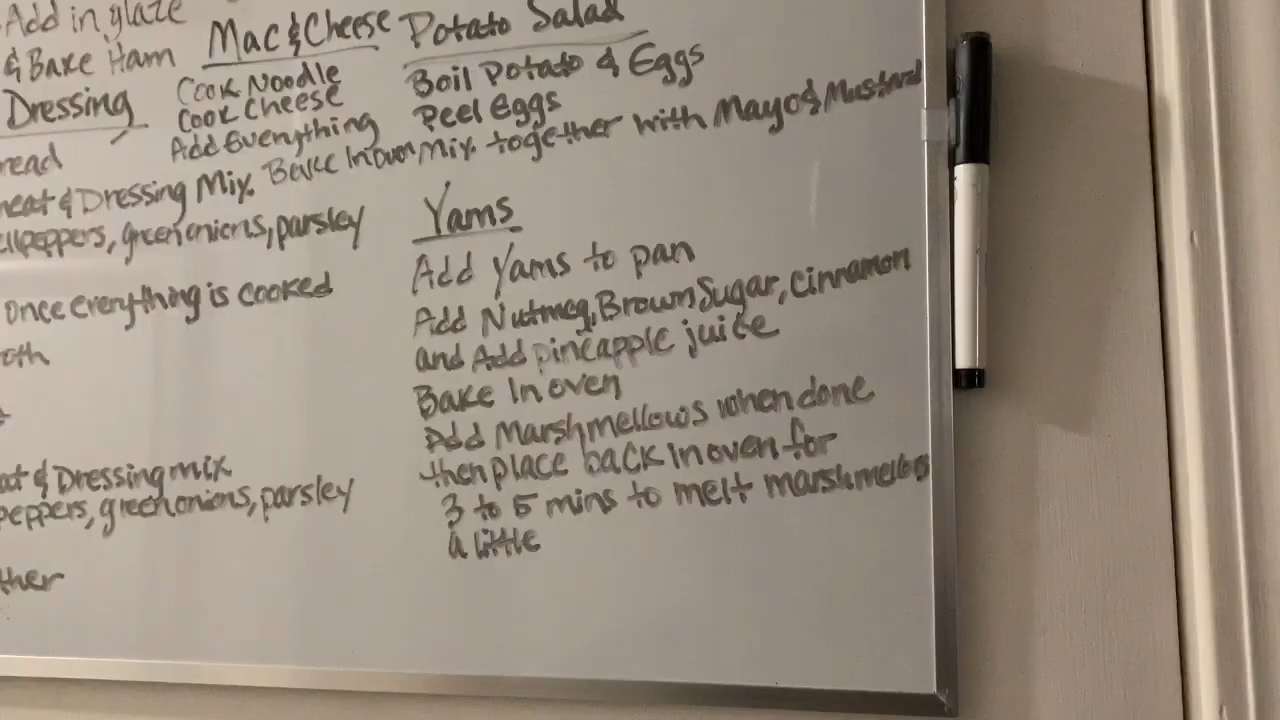 Add in glaze
& Bake Ham
Dressing
read
eat & Dressing Mix
ellpeppers, green onions, parsley
Once everything is cooked
oth
at & Dressing mix
peppers, green onions, parsley
ther
Mac & Cheese
Cook Noodle
Cook Cheese
Add Everything
Bake In oven
Potato Salad
Boil Potato & Eggs
Peel Eggs
Mix together with Mayo & Mustard
Yams
Add Yams to pan
Add Nutmeg, Brown Sugar, Cinnamon
and Add pineapple juice
Bake In oven
Add Marshmellows when done
then place back in oven for
3 to 5 mins to melt marshmellows
a little